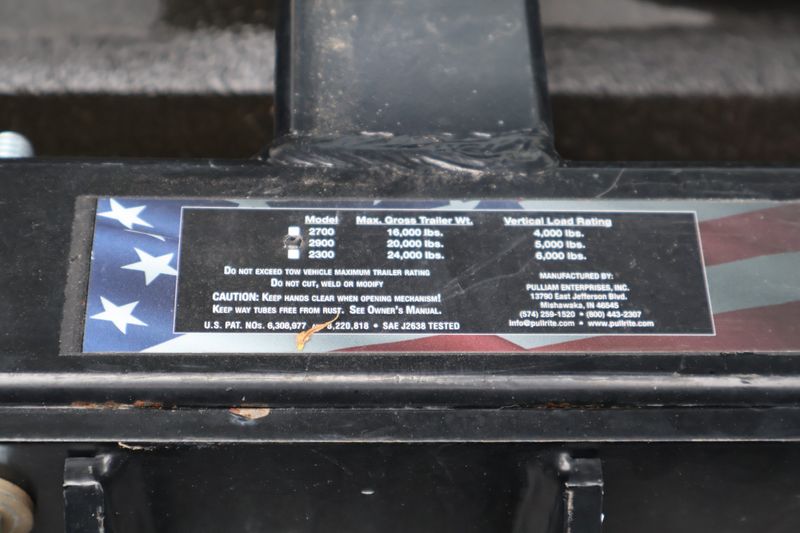 Model Max. Gross Trailer Wt. Vertical Load Rating
2700 16,000 lbs. 4,000 lbs.
2900 20,000 lbs. 5,000 lbs.
2300 24,000 lbs. 6,000 lbs.
DO NOT EXCEED TOW VEHICLE MAXIMUM TRAILER RATING
DO NOT CUT, WELD OR MODIFY
CAUTION: KEEP HANDS CLEAR WHEN OPENING MECHANISM!
KEEP WAY TUBES FREE FROM RUST. SEE OWNER'S MANUAL.
U.S. PAT. NOs. 6,308,977 6,220,818 • SAE J2638 TESTED
MANUFACTURED BY:
PULLIAM ENTERPRISES, INC.
13790 East Jefferson Blvd.
Mishawaka, IN 46545
(574) 259-1520 • (800) 443-2307
info@pullrite.com • www.pullrite.com